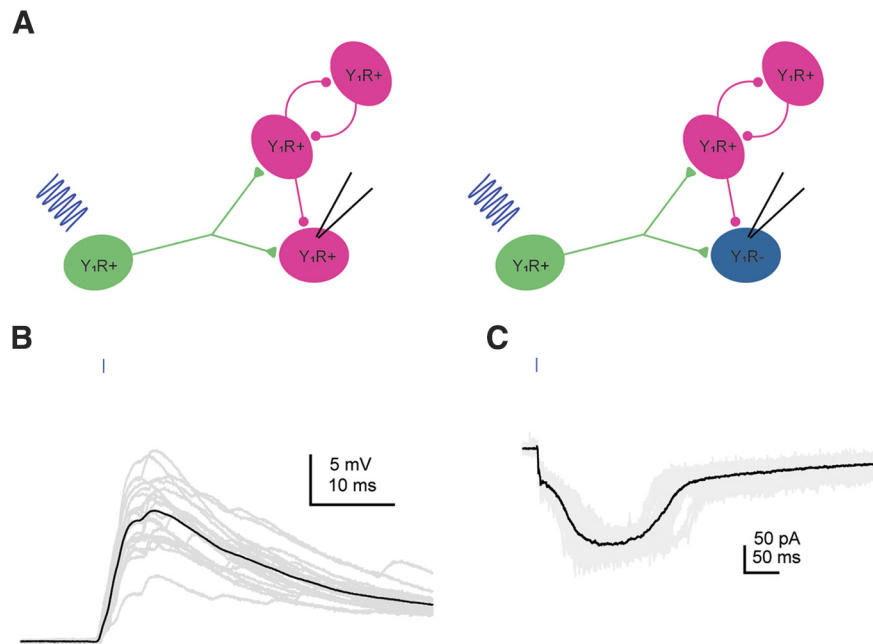 A
Y₁R+
Y₁R+
Y₁R+
Y₁R+
Y₁R+
Y₁R+
Y₁R+
Y₁R-
B
5 mV
10 ms
C
50 pA
50 ms